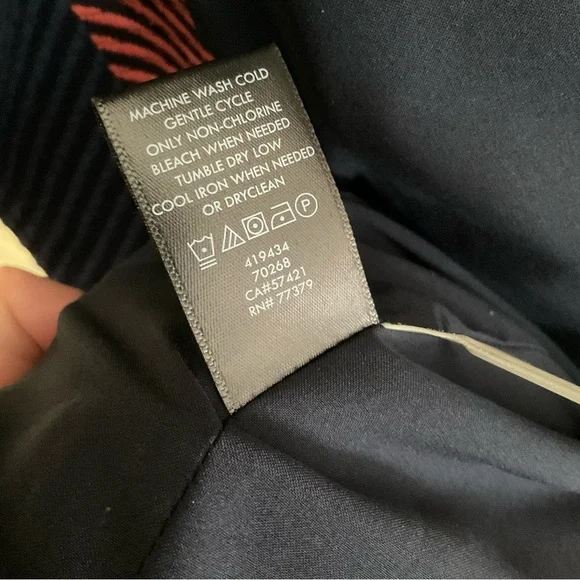 MACHINE WASH COLD
GENTLE CYCLE
ONLY NON-CHLORINE
BLEACH WHEN NEEDED
TUMBLE DRY LOW
COOL IRON WHEN NEEDED
OR DRYCLEAN
P
419434
70268
CA#57421
RN# 77379